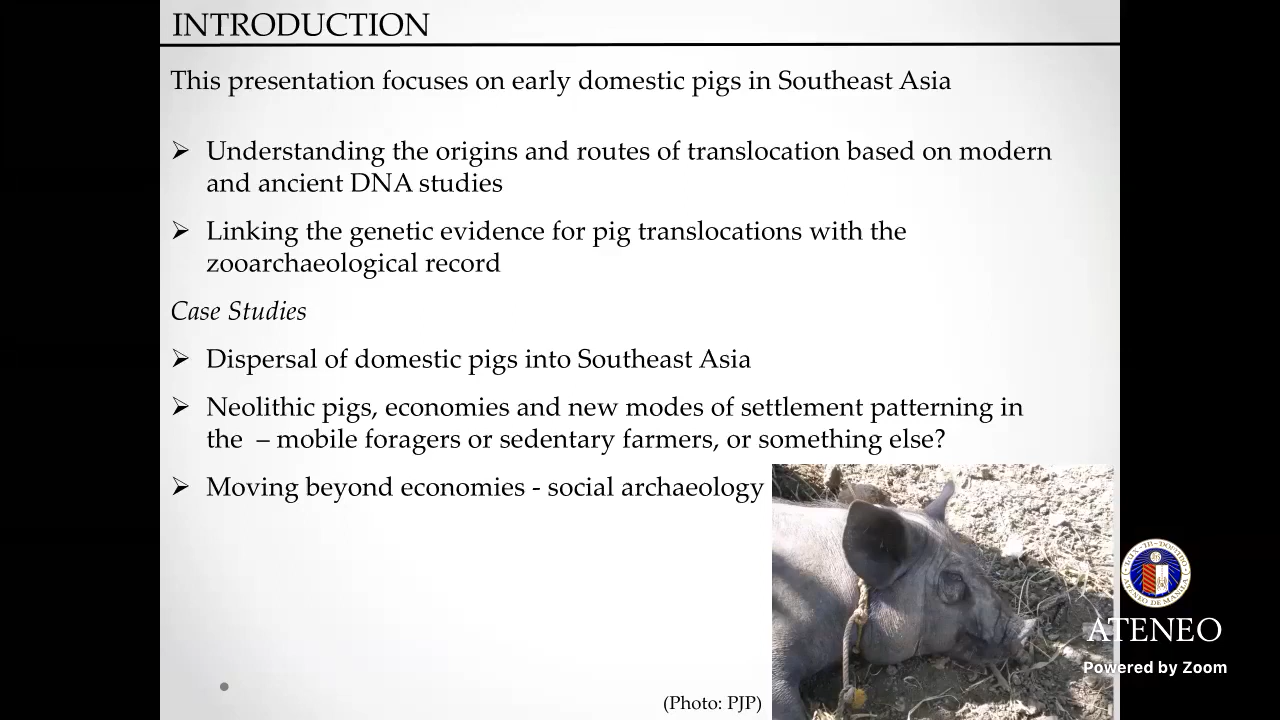 INTRODUCTION
This presentation focuses on early domestic pigs in Southeast Asia
➢ Understanding the origins and routes of translocation based on modern
and ancient DNA studies
➢ Linking the genetic evidence for pig translocations with the
zooarchaeological record
Case Studies
➢ Dispersal of domestic pigs into Southeast Asia
➢ Neolithic pigs, economies and new modes of settlement patterning in
the – mobile foragers or sedentary farmers, or something else?
➢ Moving beyond economies - social archaeology
(Photo: PJP)
ATENEO
Powered by Zoom